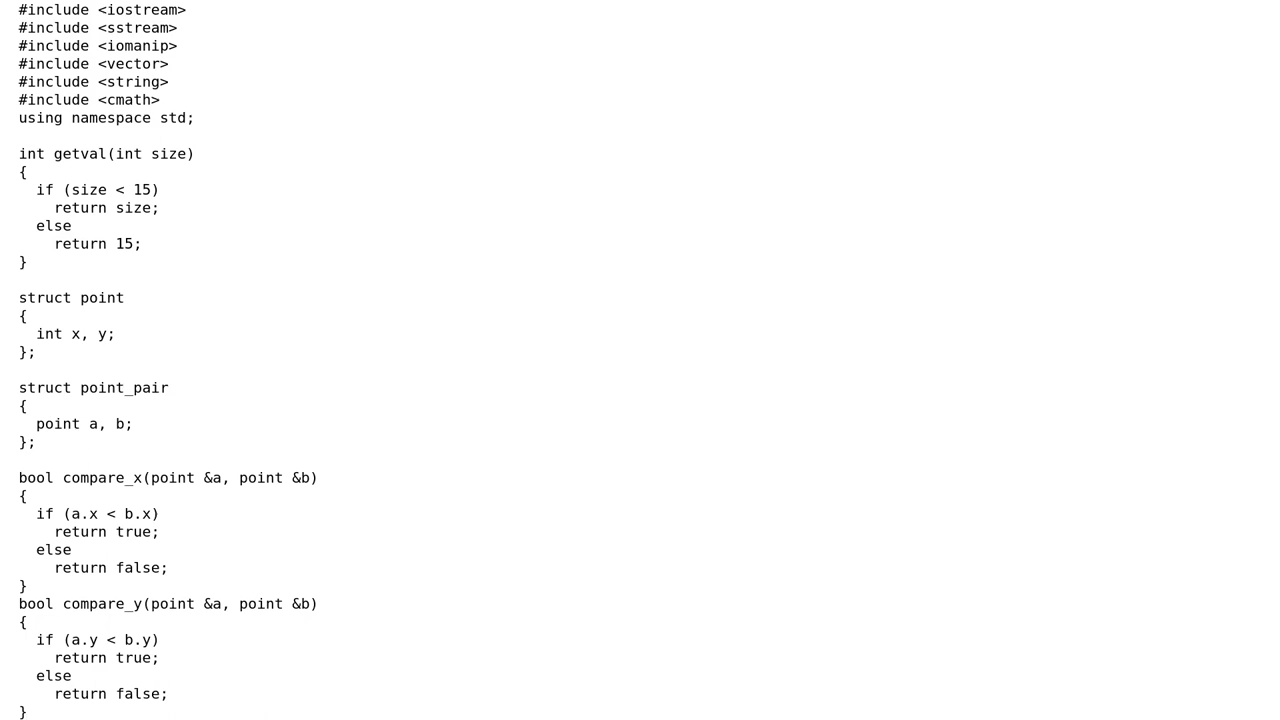 #include <iostream>
#include <sstream>
#include <iomanip>
#include <vector>
#include <string>
#include <cmath>
using namespace std;

int getval(int size)
{
  if (size < 15)
    return size;
  else
    return 15;
}

struct point
{
  int x, y;
};

struct point_pair
{
  point a, b;
};

bool compare_x(point &a, point &b)
{
  if (a.x < b.x)
    return true;
  else
    return false;
}
bool compare_y(point &a, point &b)
{
  if (a.y < b.y)
    return true;
  else
    return false;
}